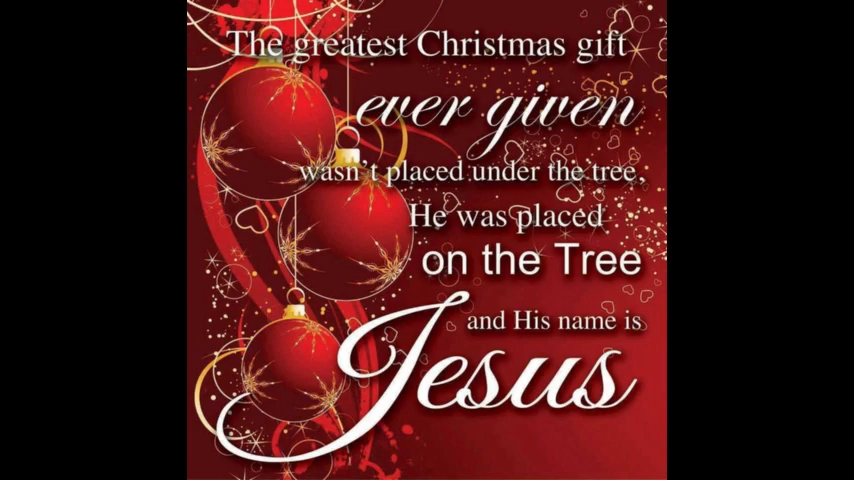 The greatest Christmas gift
ever given
wasn't placed under the tree,
He was placed
on the Tree
and His name is
Jesus